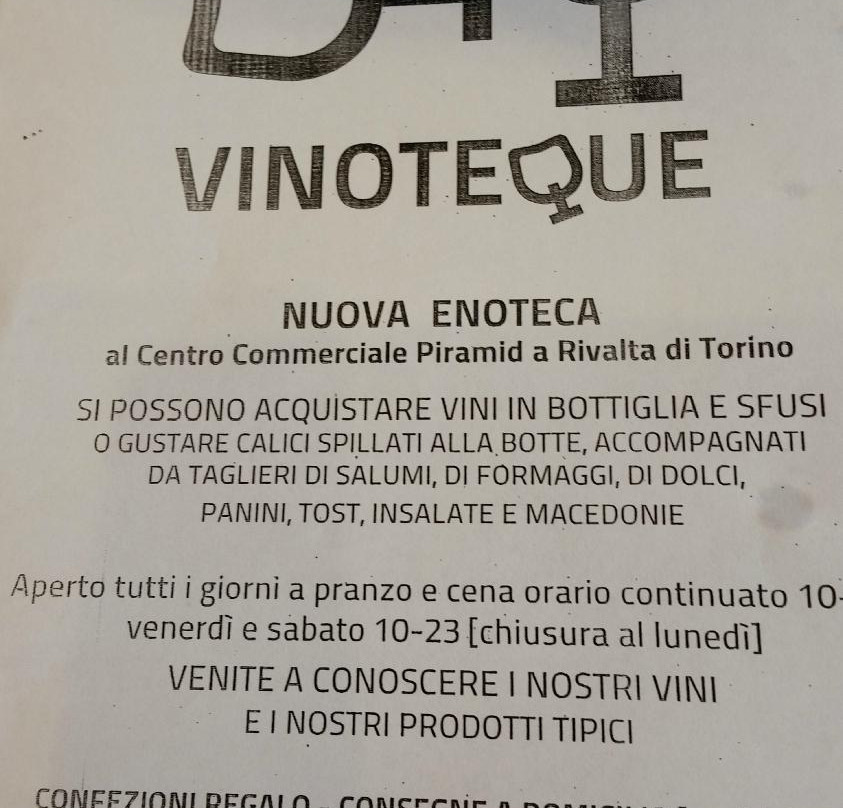 VINOTEQUE
NUOVA ENOTECA
al Centro Commerciale Piramid a Rivalta di Torino
SI POSSONO ACQUISTARE VINI IN BOTTIGLIA E SFUSI
O GUSTARE CALICI SPILLATI ALLA BOTTE, ACCOMPAGNATI
DA TAGLIERI DI SALUMI, DI FORMAGGI, DI DOLCI,
PANINI, TOST, INSALATE E MACEDONIE
Aperto tutti i giorni a pranzo e cena orario continuato 10-
venerdì e sabato 10-23 [chiusura al lunedì]
VENITE A CONOSCERE I NOSTRI VINI
E I NOSTRI PRODOTTI TIPICI
CONFEZIONI REGALO - CONSEGNE A